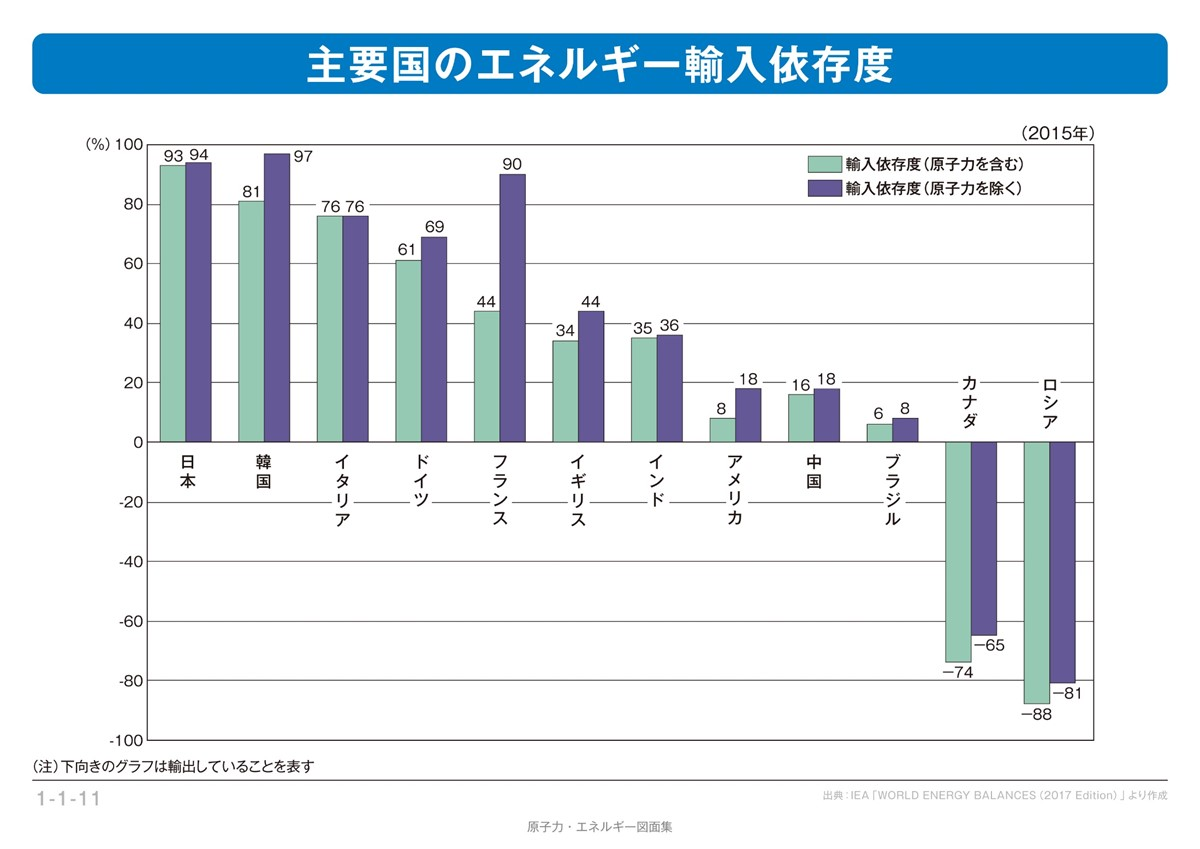 主要国のエネルギー輸入依存度
（2015年）
（%）
100
80
60
40
20
0
-20
-40
-60
-80
-100
輸入依存度（原子力を含む）
輸入依存度（原子力を除く）
93 94
81 97
76 76
61 69
44 90
34 44
35 36
8 18
16 18
6 8
−74 −65
−88 −81
日本
韓国
イタリア
ドイツ
フランス
イギリス
インド
アメリカ
中国
ブラジル
カナダ
ロシア
（注）下向きのグラフは輸出していることを表す
1-1-11
出典：IEA「WORLD ENERGY BALANCES（2017 Edition）」より作成
原子力・エネルギー図面集